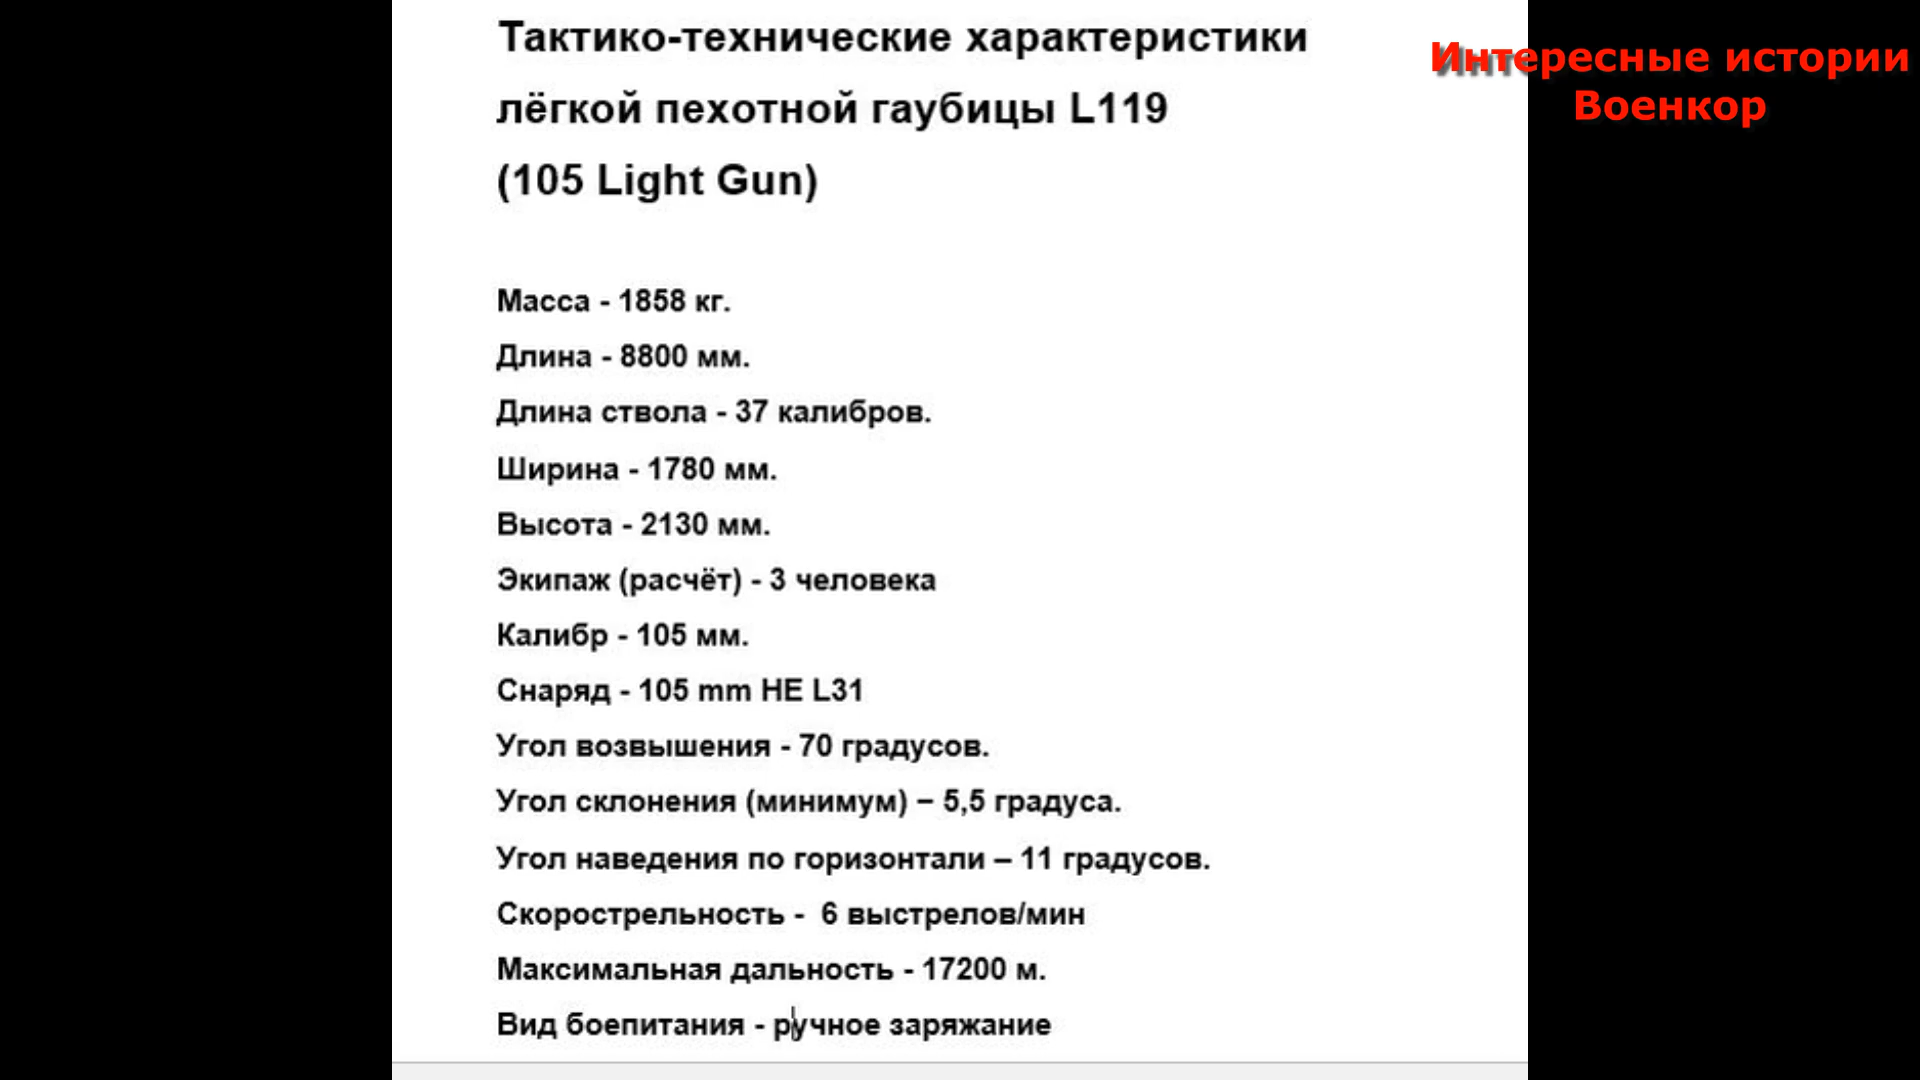 Тактико-технические характеристики
лёгкой пехотной гаубицы L119
(105 Light Gun)
Интересные истории
Военкор
Масса - 1858 кг.
Длина - 8800 мм.
Длина ствола - 37 калибров.
Ширина - 1780 мм.
Высота - 2130 мм.
Экипаж (расчёт) - 3 человека
Калибр - 105 мм.
Снаряд - 105 mm HE L31
Угол возвышения - 70 градусов.
Угол склонения (минимум) − 5,5 градуса.
Угол наведения по горизонтали – 11 градусов.
Скорострельность -  6 выстрелов/мин
Максимальная дальность - 17200 м.
Вид боепитания - ручное заряжание